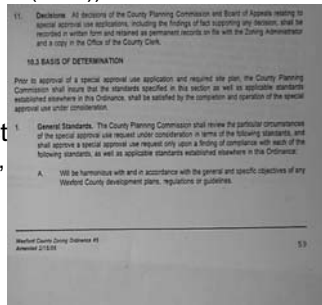 11. Decisions. All decisions of the County Planning Commission and Board of Appeals relating to
special approval use applications, including the findings of fact supporting any decision, shall be
recorded in written form and retained as permanent records on file with the Zoning Administrator
and a copy in the Office of the County Clerk.
10.3 BASIS OF DETERMINATION
Prior to approval of a special approval use application and required site plan, the County Planning
Commission shall insure that the standards specified in this section as well as applicable standards
established elsewhere in this Ordinance, shall be satisfied by the completion and operation of the special
approval use under consideration.
1. General Standards. The County Planning Commission shall review the particular circumstances
of the special approval use request under consideration in terms of the following standards, and
shall approve a special approval use request only upon a finding of compliance with each of the
following standards, as well as applicable standards established elsewhere in this Ordinance:
A. Will be harmonious with and in accordance with the general and specific objectives of any
Wexford County development plans, regulations or guidelines.
Wexford County Zoning Ordinance #5
Amended 2/15/99
53